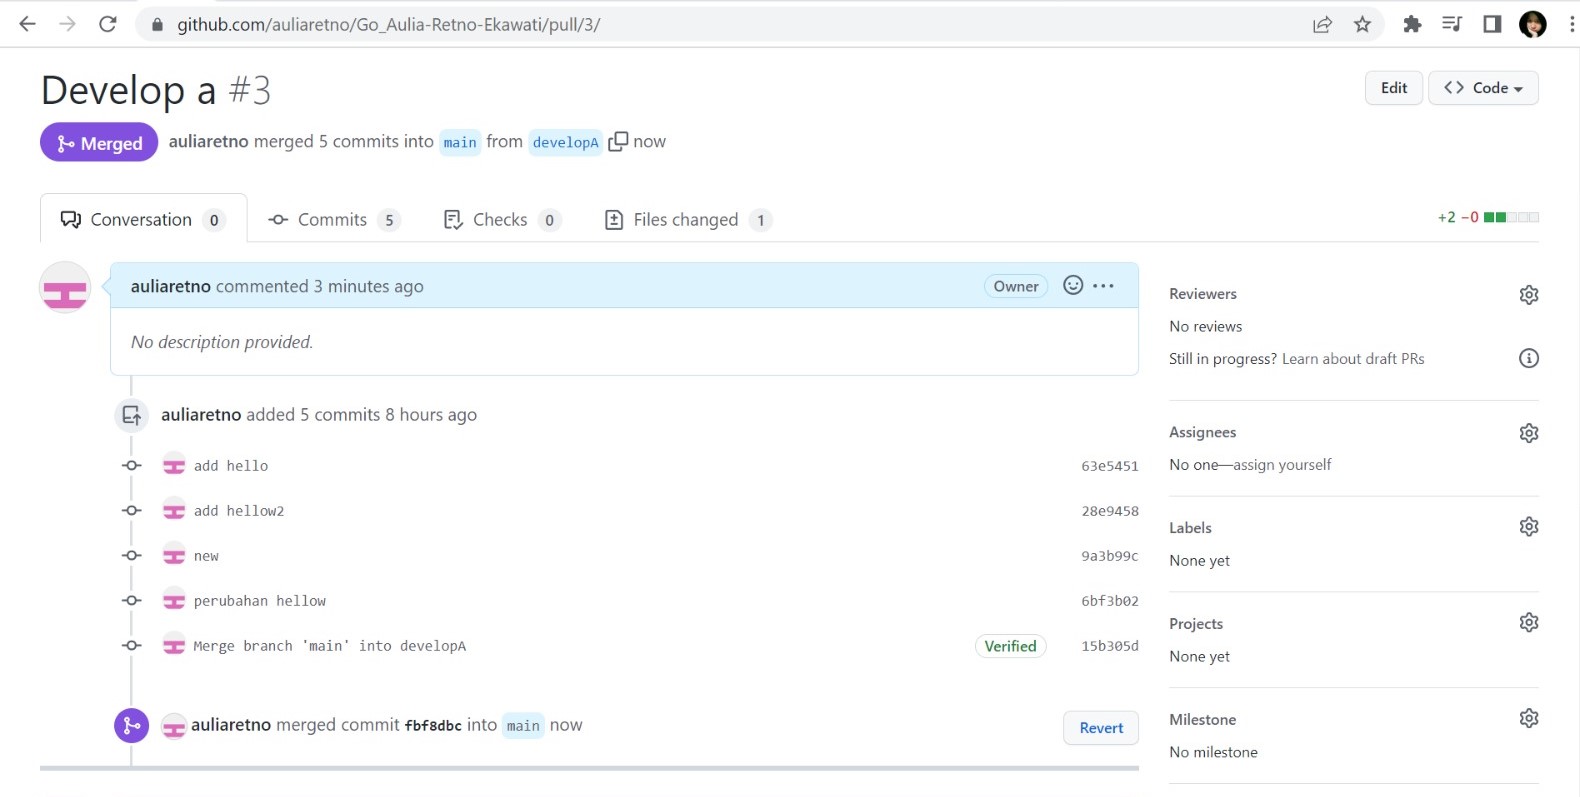 github.com/auliaretno/Go_Aulia-Retno-Ekawati/pull/3/
Develop a #3
Edit
<> Code
Merged
auliaretno merged 5 commits into main from developA now
Conversation 0
Commits 5
Checks 0
Files changed 1
+2 −0
auliaretno commented 3 minutes ago
Owner
No description provided.
auliaretno added 5 commits 8 hours ago
add hello 63e5451
add hellow2 28e9458
new 9a3b99c
perubahan hellow 6bf3b02
Merge branch 'main' into developA Verified 15b305d
auliaretno merged commit fbf8dbc into main now
Revert
Reviewers
No reviews
Still in progress? Learn about draft PRs
Assignees
No one—assign yourself
Labels
None yet
Projects
None yet
Milestone
No milestone